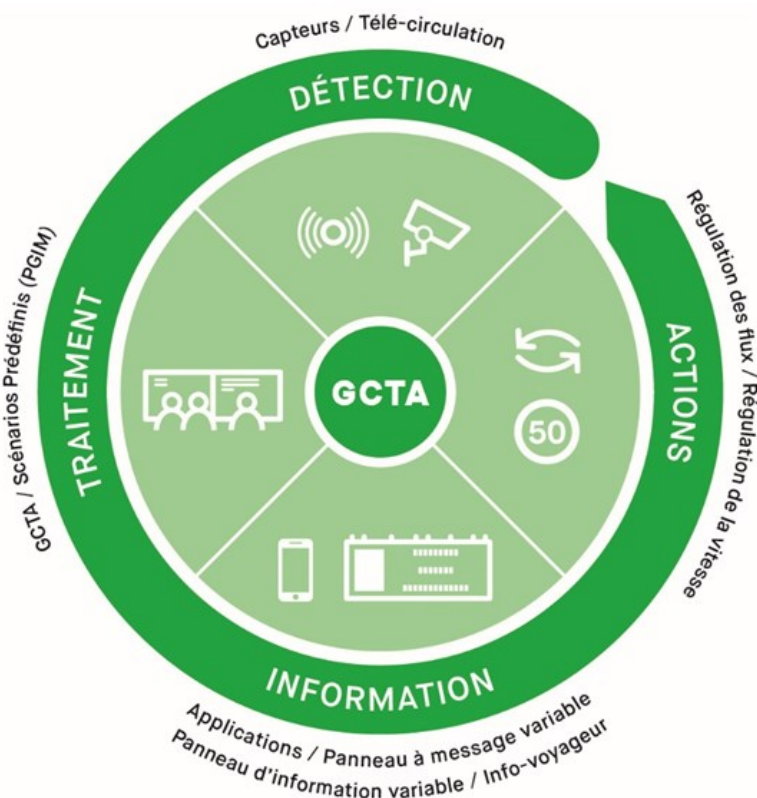 Capteurs / Télé-circulation
DÉTECTION
Régulation des flux / Régulation de la vitesse
ACTIONS
GCTA / Scénarios Prédéfinis (PGIM)
TRAITEMENT
GCTA
50
INFORMATION
Applications / Panneau à message variable
Panneau d'information variable / Info-voyageur